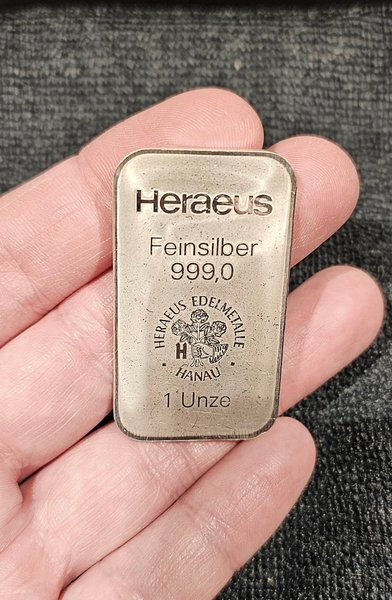 Heraeus
Feinsilber
999,0
HERAEUS EDELMETALLE
H
· HANAU ·
1 Unze